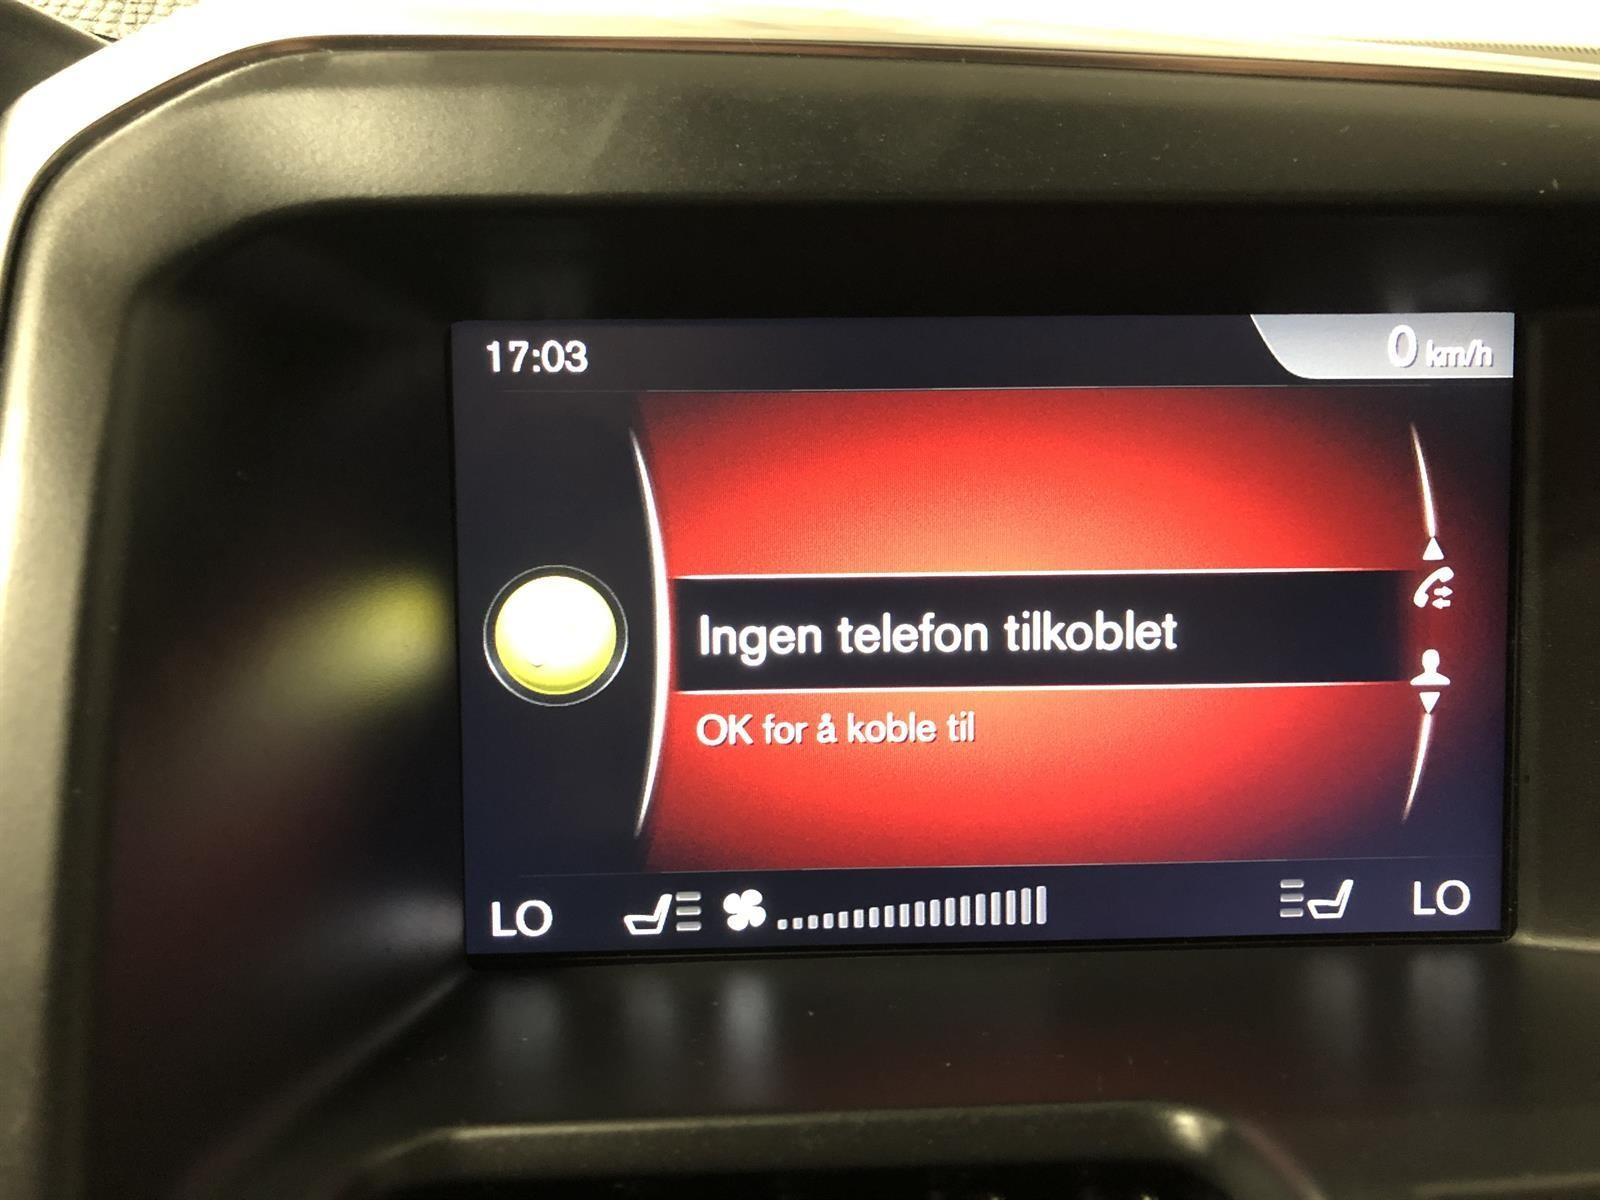 17:03
0 km/h
Ingen telefon tilkoblet
OK for å koble til
LO
LO